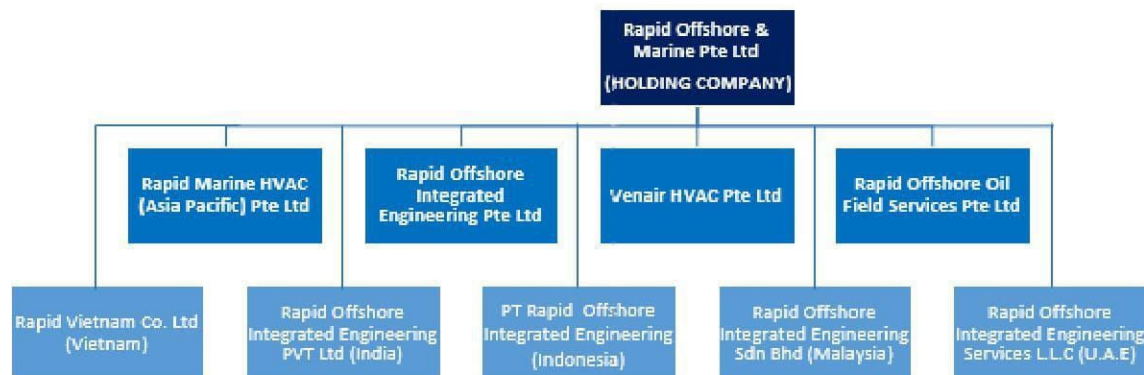 Rapid Offshore &
Marine Pte Ltd
(HOLDING COMPANY)
Rapid Marine HVAC
(Asia Pacific) Pte Ltd
Rapid Offshore
Integrated
Engineering Pte Ltd
Venair HVAC Pte Ltd
Rapid Offshore Oil
Field Services Pte Ltd
Rapid Vietnam Co. Ltd
(Vietnam)
Rapid Offshore
Integrated Engineering
PVT Ltd (India)
PT Rapid Offshore
Integrated Engineering
(Indonesia)
Rapid Offshore
Integrated Engineering
Sdn Bhd (Malaysia)
Rapid Offshore
Integrated Engineering
Services L.L.C (U.A.E)